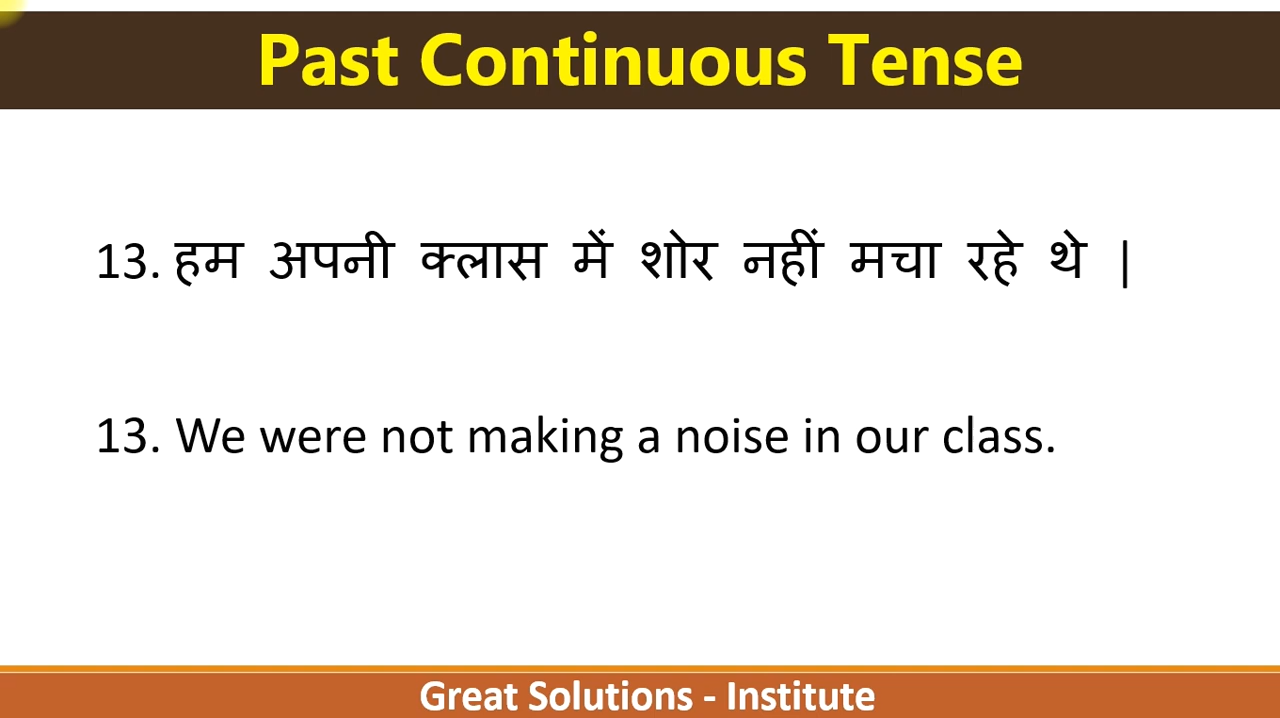 Past Continuous Tense
13. हम अपनी क्लास में शोर नहीं मचा रहे थे |
13. We were not making a noise in our class.
Great Solutions - Institute